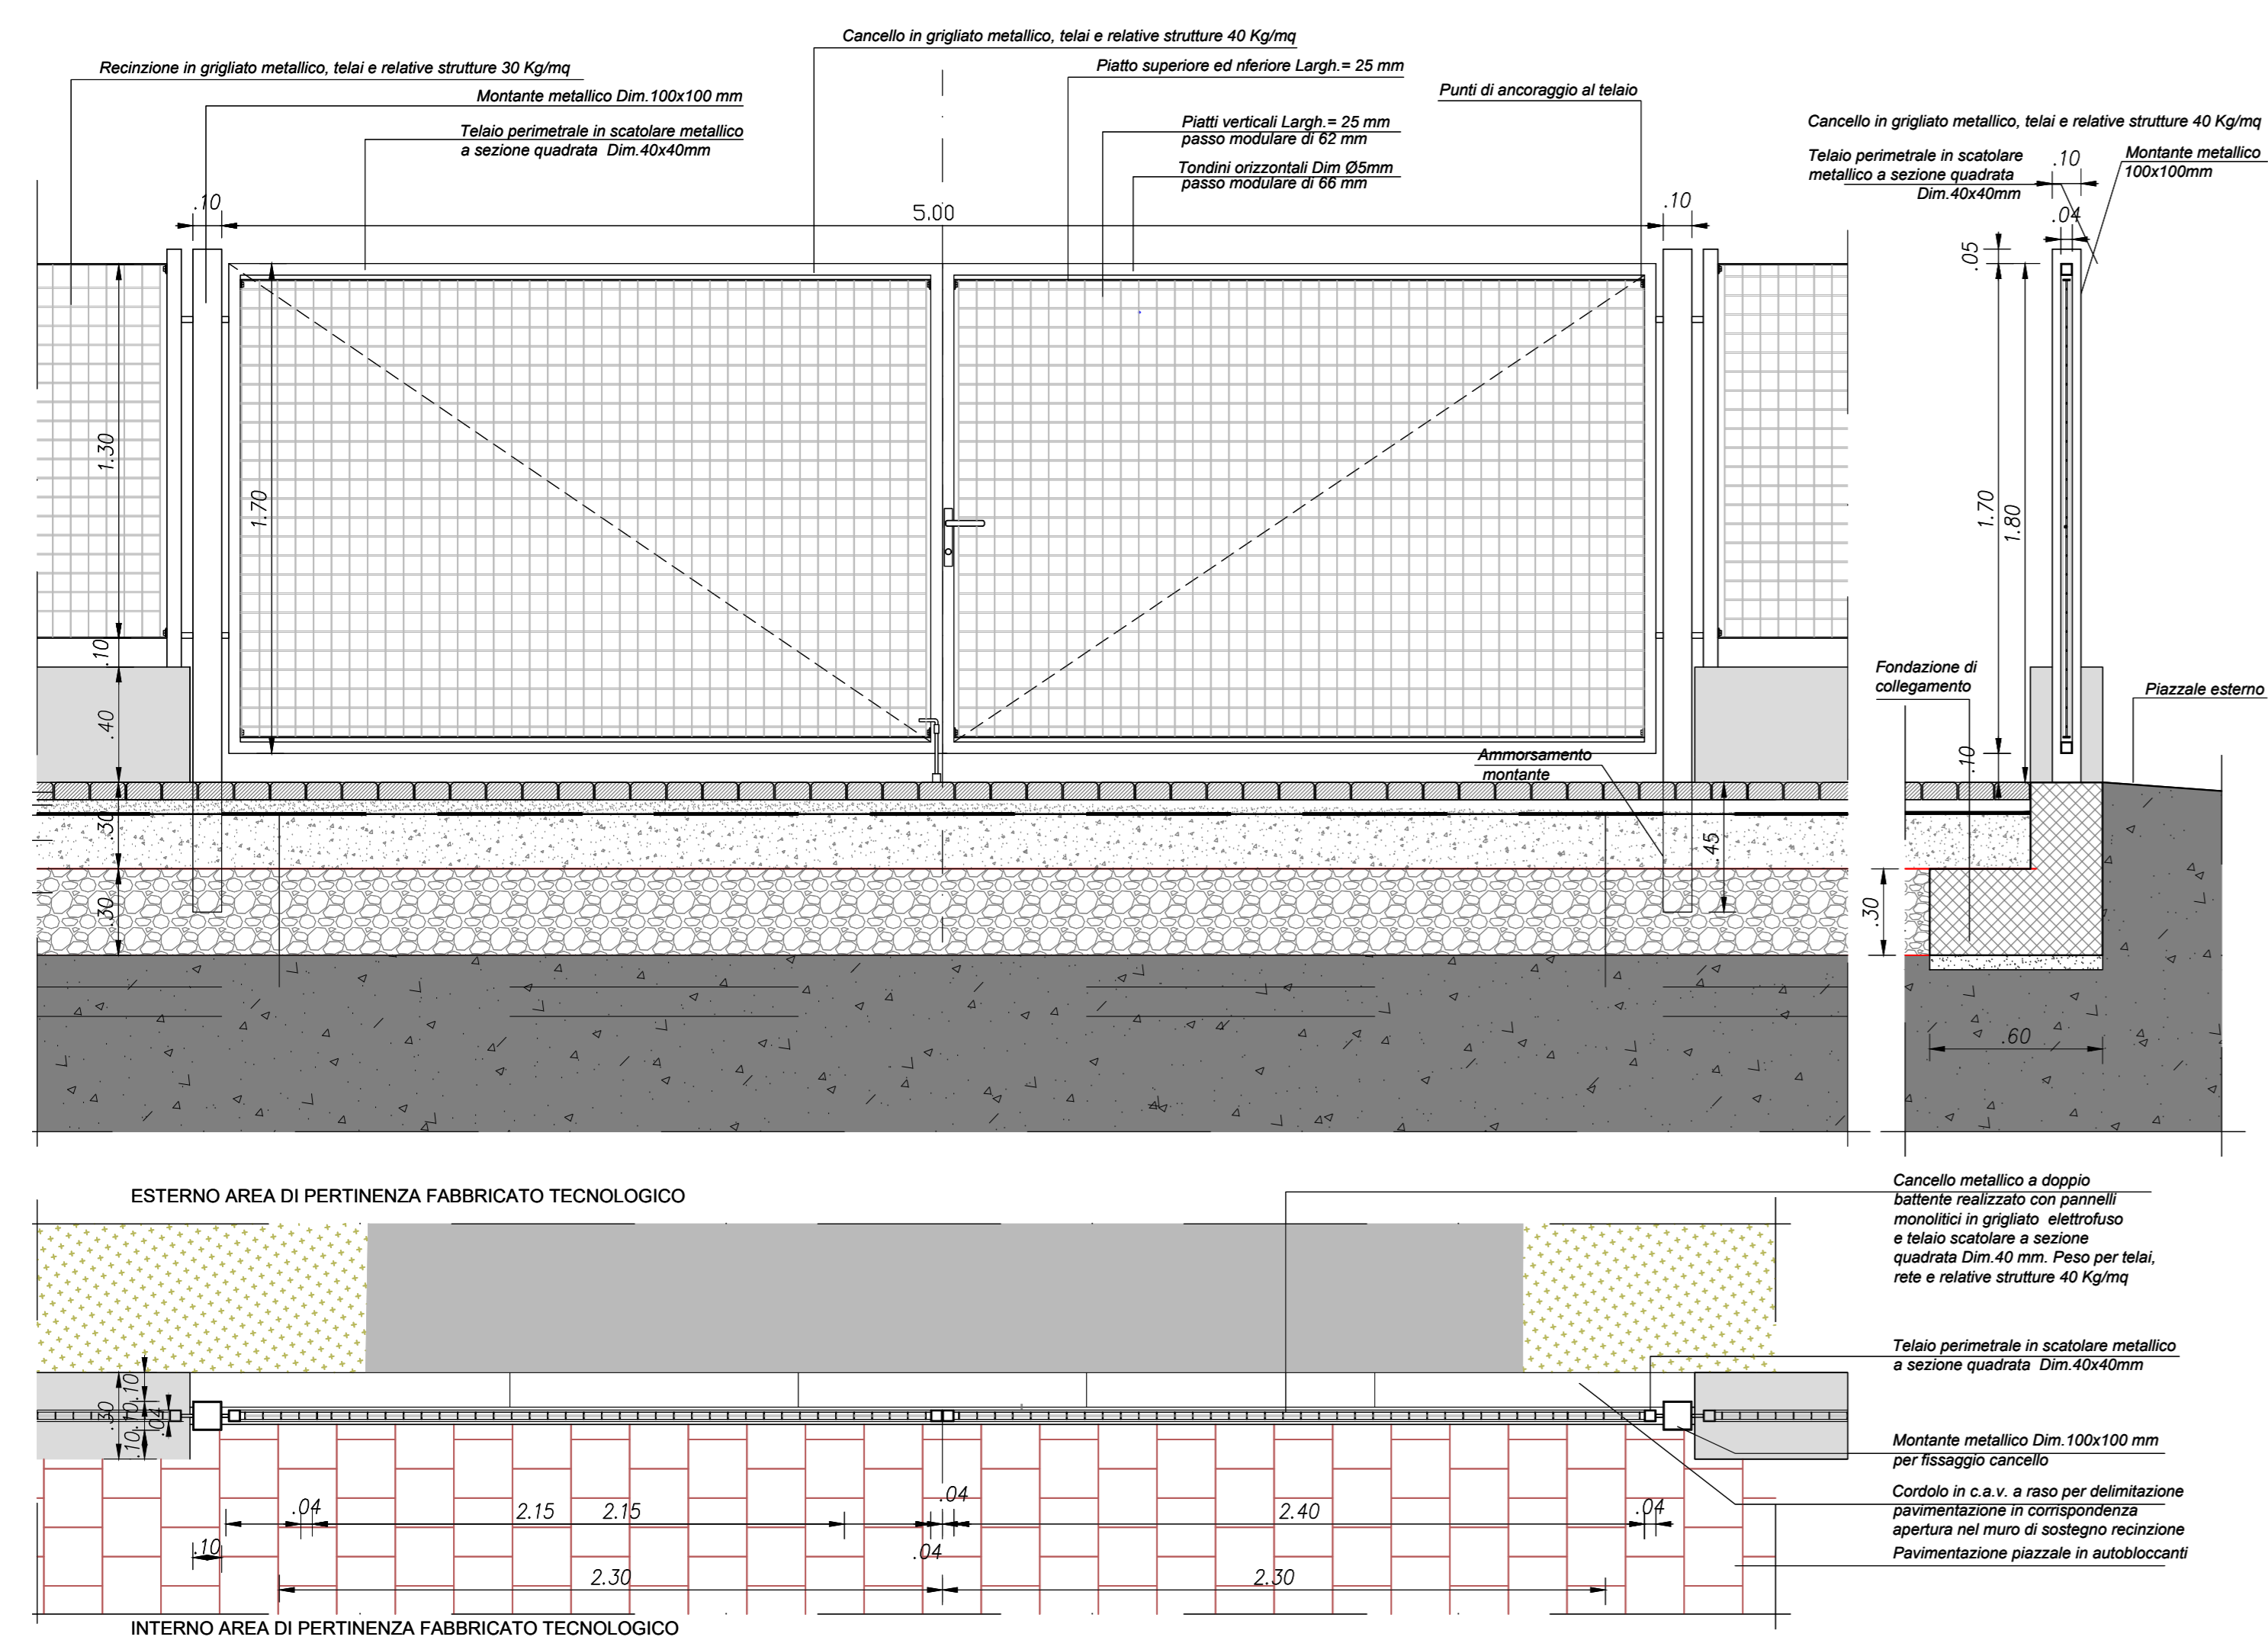 Cancello in grigliato metallico, telai e relative strutture 40 Kg/mq
Recinzione in grigliato metallico, telai e relative strutture 30 Kg/mq
Piatto superiore ed nferiore Largh.= 25 mm
Montante metallico Dim.100x100 mm
Punti di ancoraggio al telaio
Telaio perimetrale in scatolare metallico
a sezione quadrata Dim.40x40mm
Piatti verticali Largh.= 25 mm
passo modulare di 62 mm
Tondini orizzontali Dim Ø5mm
passo modulare di 66 mm
Cancello in grigliato metallico, telai e relative strutture 40 Kg/mq
Telaio perimetrale in scatolare
metallico a sezione quadrata
Dim.40x40mm
.10
Montante metallico
100x100mm
.10
5.00
.10
.04
.05
1.30
1.70
1.70
1.80
.10
.40
Fondazione di
collegamento
Piazzale esterno
.10
Ammorsamento
montante
.30
.45
.30
.30
.60
ESTERNO AREA DI PERTINENZA FABBRICATO TECNOLOGICO
Cancello metallico a doppio
battente realizzato con pannelli
monolitici in grigliato elettrofuso
e telaio scatolare a sezione
quadrata Dim.40 mm. Peso per telai,
rete e relative strutture 40 Kg/mq
Telaio perimetrale in scatolare metallico
a sezione quadrata Dim.40x40mm
.30
.10
.10
.04
.10
Montante metallico Dim.100x100 mm
per fissaggio cancello
Cordolo in c.a.v. a raso per delimitazione
pavimentazione in corrispondenza
apertura nel muro di sostegno recinzione
Pavimentazione piazzale in autobloccanti
.04
2.15
2.15
.04
2.40
.04
.10
.04
2.30
2.30
INTERNO AREA DI PERTINENZA FABBRICATO TECNOLOGICO